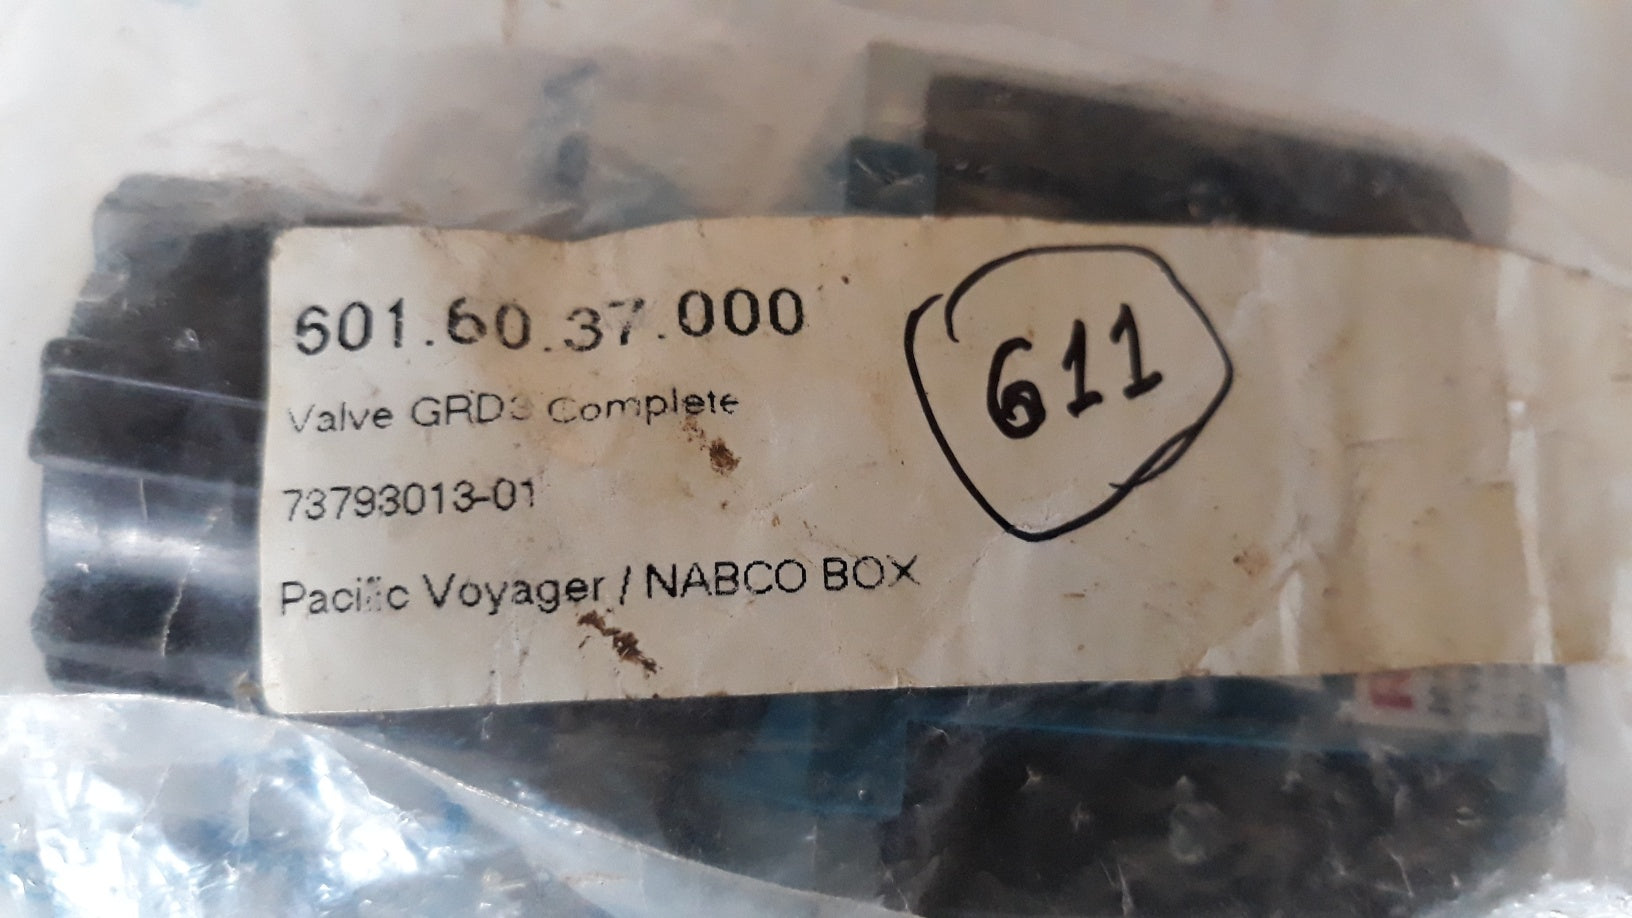 601.60.37.000
Valve GRD3 Complete
73793013-01
Pacific Voyager / NABCO BOX
611